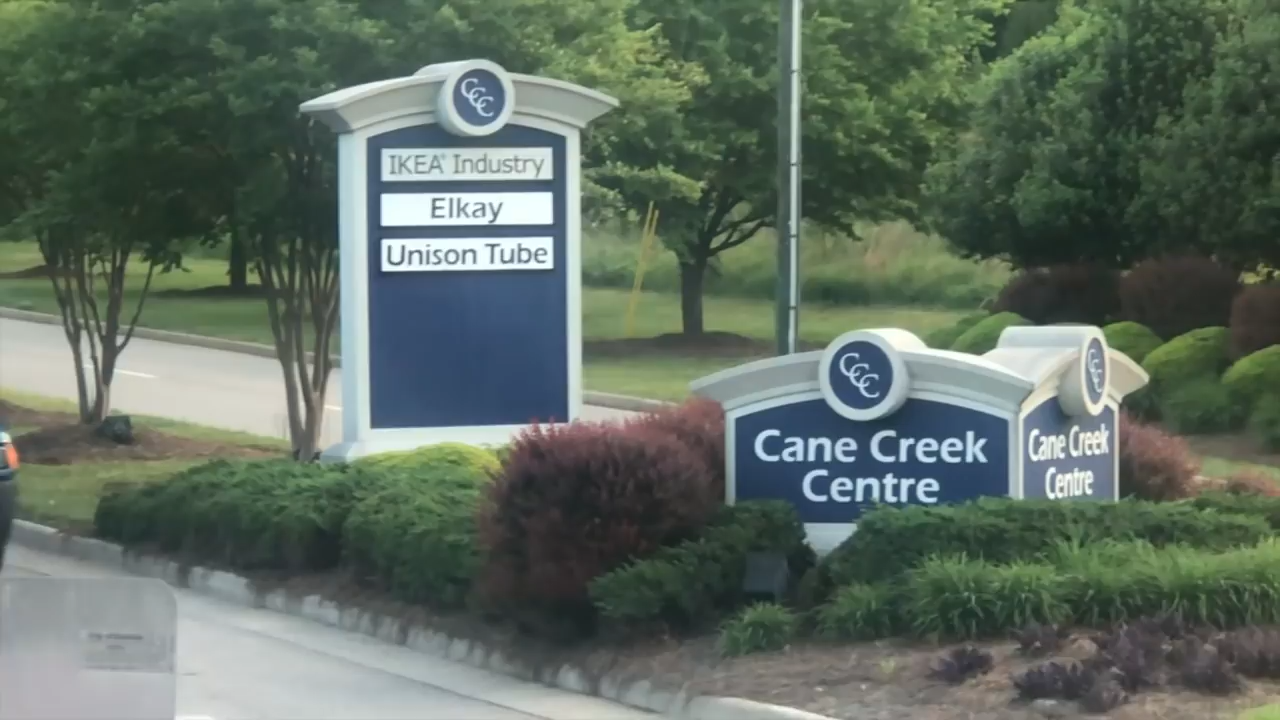 CCC
IKEA® Industry
Elkay
Unison Tube
CCC
Cane Creek
Centre
CCC
Cane Creek
Centre